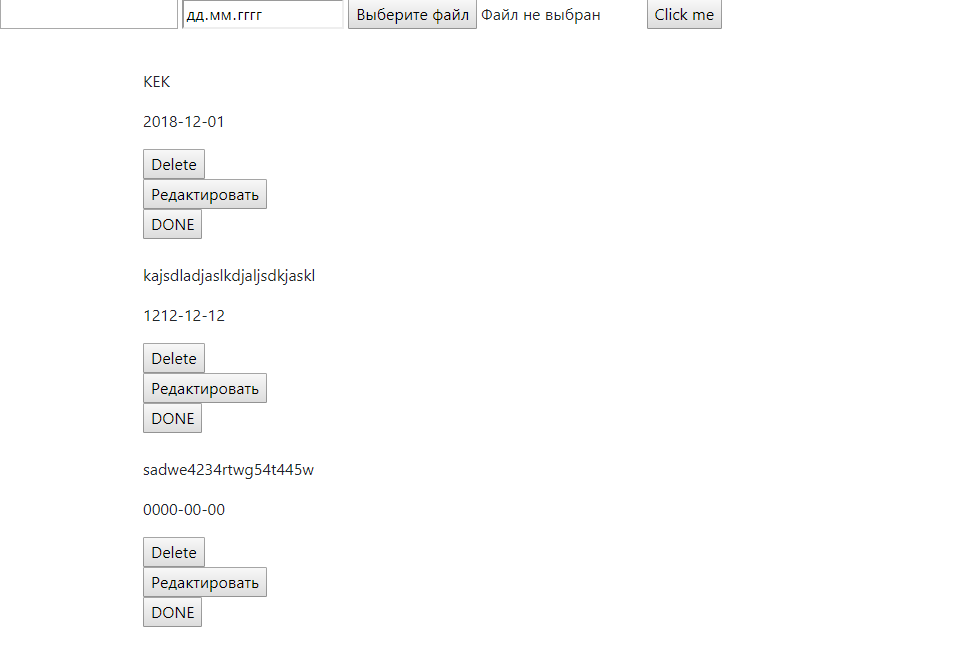 дд.мм.гггг Выберите файл Файл не выбран Click me
KEK
2018-12-01
Delete
Редактировать
DONE
kajsdladjaslkdjaljsdkjaskl
1212-12-12
Delete
Редактировать
DONE
sadwe4234rtwg54t445w
0000-00-00
Delete
Редактировать
DONE